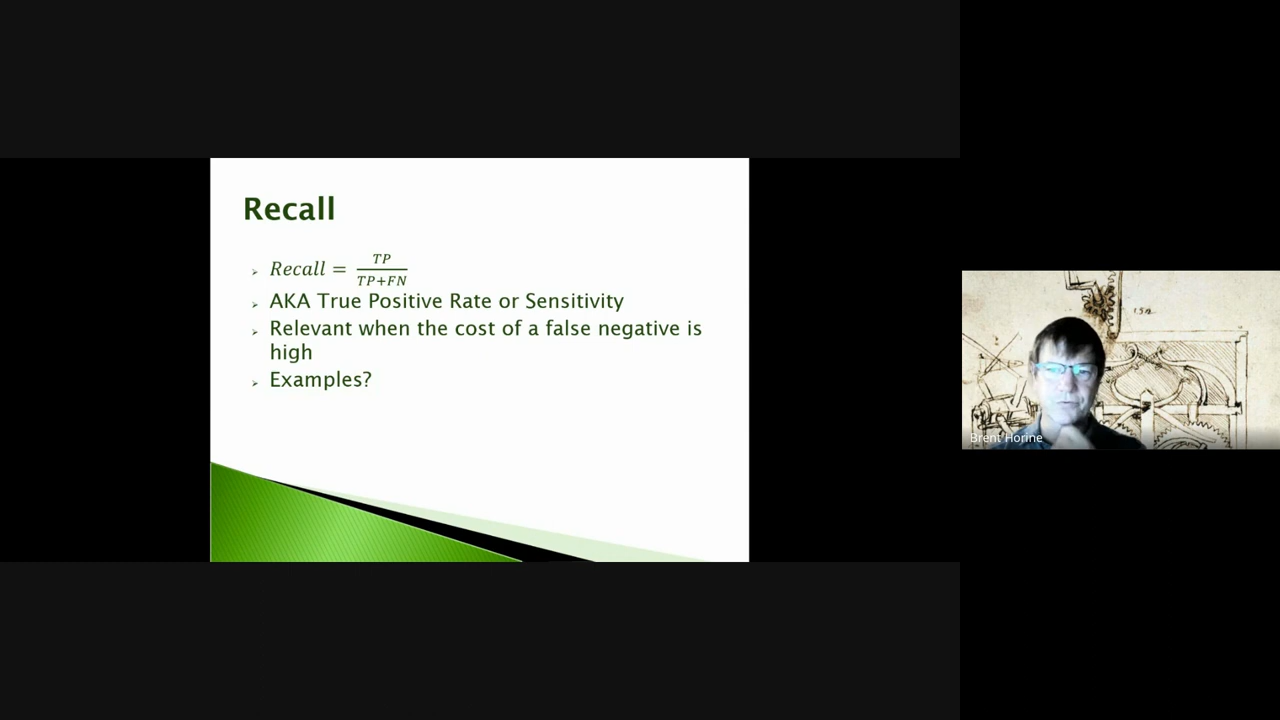 Recall
Recall = TP/TP+FN
AKA True Positive Rate or Sensitivity
Relevant when the cost of a false negative is
high
Examples?
Brent Horine